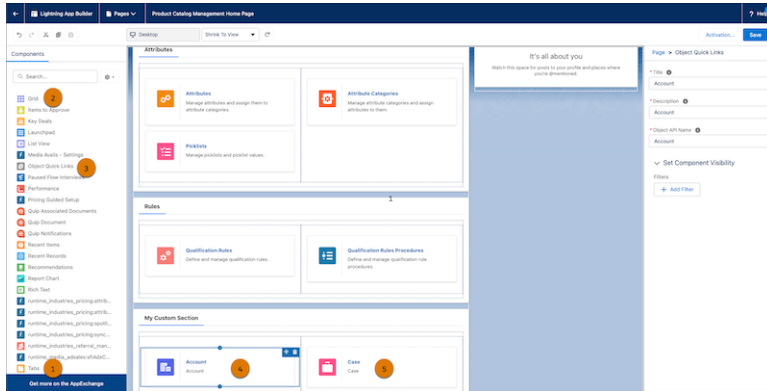 Lightning App Builder
Pages
Product Catalog Management Home Page
? Help
Desktop
Shrink To View
Activation...
Save
Components
Search...
Grid
2
Items to Approve
Key Deals
Launchpad
List View
Media Avails - Settings
Object Quick Links
3
Paused Flow Interviews
Performance
Pricing Guided Setup
Quip Associated Documents
Quip Document
Quip Notifications
Recent Items
Recent Records
Recommendations
Report Chart
Rich Text
runtime_industries_pricing:attrib...
runtime_industries_pricing:attrib...
runtime_industries_pricing:spotl...
runtime_industries_pricing:sync...
runtime_industries_referral_man...
runtime_media_adsales:sfiAdsC...
Tabs
1
Get more on the AppExchange
Attributes
Attributes
Manage attributes and assign them to
attribute categories.
Attribute Categories
Manage attribute categories and assign
attributes to them.
Picklists
Manage picklists and picklist values.
Rules
Qualification Rules
Define and manage qualification rules.
Qualification Rules Procedures
Define and manage qualification rule
procedures.
My Custom Section
Account
Account
4
Case
Case
5
It's all about you
Watch this space for posts to your profile and places where
you're @mentioned.
1
Page > Object Quick Links
*Title
Account
*Description
Account
*Object API Name
Account
Set Component Visibility
Filters
+ Add Filter